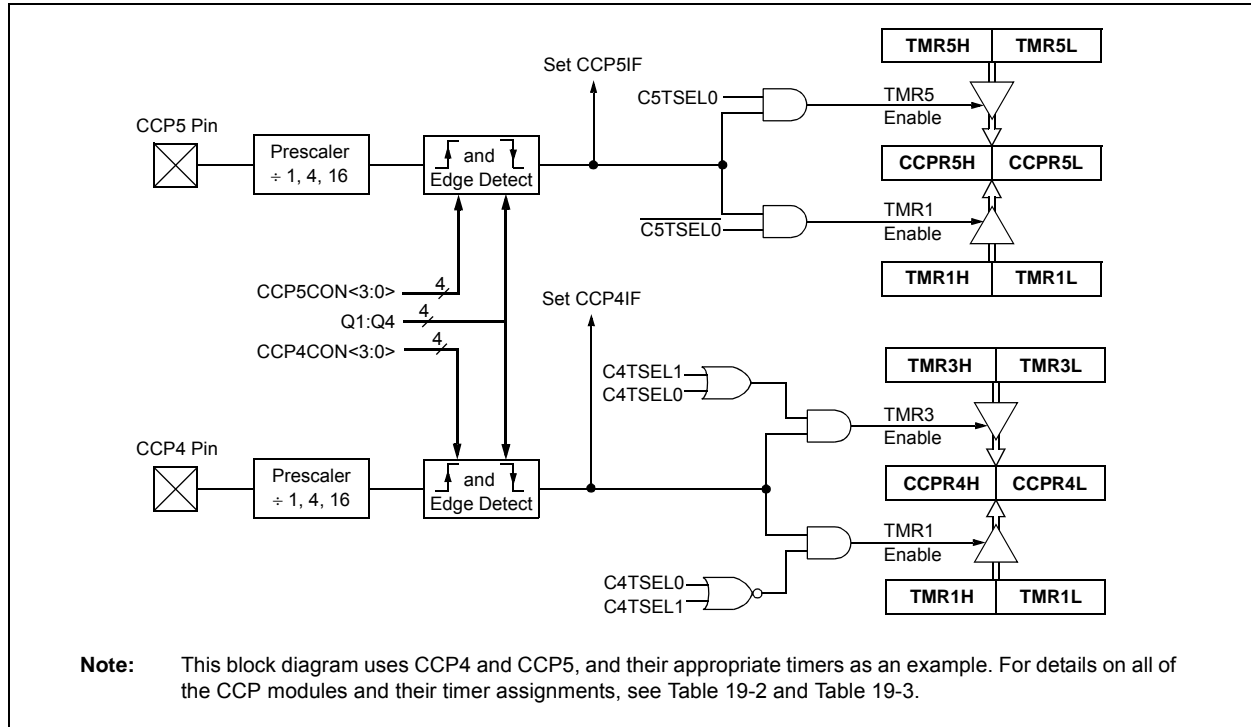 TMR5H TMR5L
Set CCP5IF
C5TSEL0
TMR5
Enable
CCP5 Pin
Prescaler
÷ 1, 4, 16
and
Edge Detect
CCPR5H CCPR5L
C5TSEL0
TMR1
Enable
TMR1H TMR1L
CCP5CON<3:0> 4
Q1:Q4 4
CCP4CON<3:0> 4
Set CCP4IF
TMR3H TMR3L
C4TSEL1
C4TSEL0
TMR3
Enable
CCP4 Pin
Prescaler
÷ 1, 4, 16
and
Edge Detect
CCPR4H CCPR4L
TMR1
Enable
C4TSEL0
C4TSEL1
TMR1H TMR1L
Note: This block diagram uses CCP4 and CCP5, and their appropriate timers as an example. For details on all of
the CCP modules and their timer assignments, see Table 19-2 and Table 19-3.